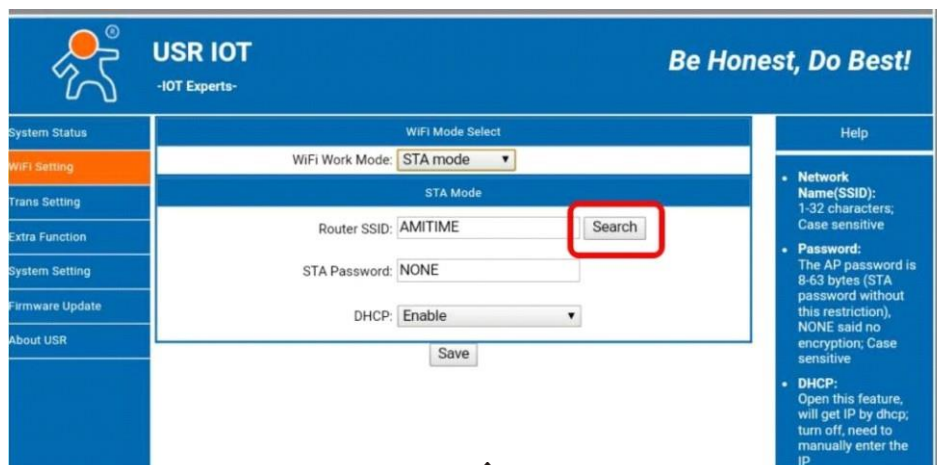 ®
USR IOT
-IOT Experts-
Be Honest, Do Best!
System Status
WiFi Setting
Trans Setting
Extra Function
System Setting
Firmware Update
About USR
WiFi Mode Select
WiFi Work Mode: STA mode
STA Mode
Router SSID: AMITIME Search
STA Password: NONE
DHCP: Enable
Save
Help
• Network
Name(SSID):
1-32 characters;
Case sensitive
• Password:
The AP password is
8-63 bytes (STA
password without
this restriction),
NONE said no
encryption; Case
sensitive
• DHCP:
Open this feature,
will get IP by dhcp;
turn off, need to
manually enter the
IP